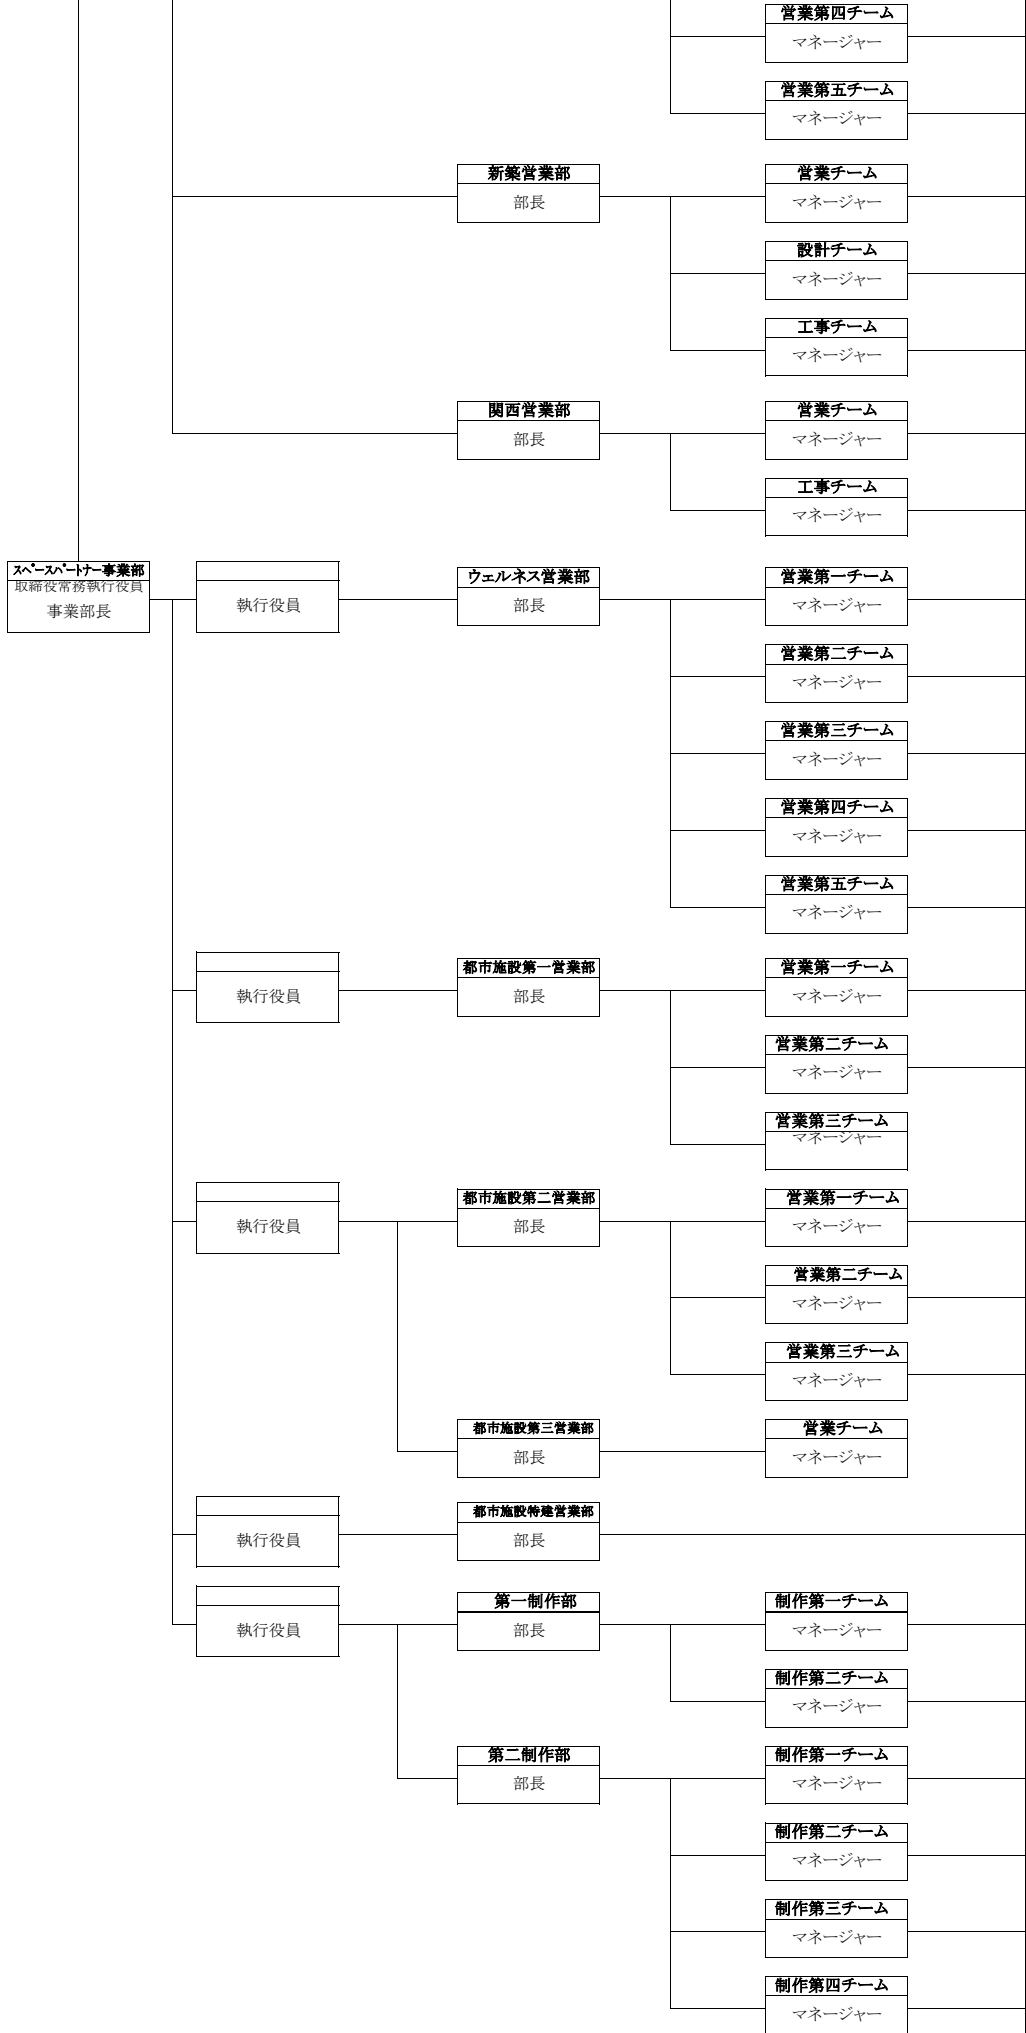 営業第四チーム
マネージャー
営業第五チーム
マネージャー
新築営業部
部長
営業チーム
マネージャー
設計チーム
マネージャー
工事チーム
マネージャー
関西営業部
部長
営業チーム
マネージャー
工事チーム
マネージャー
スペースパートナー事業部
取締役常務執行役員
事業部長
執行役員
ウェルネス営業部
部長
営業第一チーム
マネージャー
営業第二チーム
マネージャー
営業第三チーム
マネージャー
営業第四チーム
マネージャー
営業第五チーム
マネージャー
執行役員
都市施設第一営業部
部長
営業第一チーム
マネージャー
営業第二チーム
マネージャー
営業第三チーム
マネージャー
執行役員
都市施設第二営業部
部長
営業第一チーム
マネージャー
営業第二チーム
マネージャー
営業第三チーム
マネージャー
都市施設第三営業部
部長
営業チーム
マネージャー
執行役員
都市施設特建営業部
部長
執行役員
第一制作部
部長
制作第一チーム
マネージャー
制作第二チーム
マネージャー
第二制作部
部長
制作第一チーム
マネージャー
制作第二チーム
マネージャー
制作第三チーム
マネージャー
制作第四チーム
マネージャー